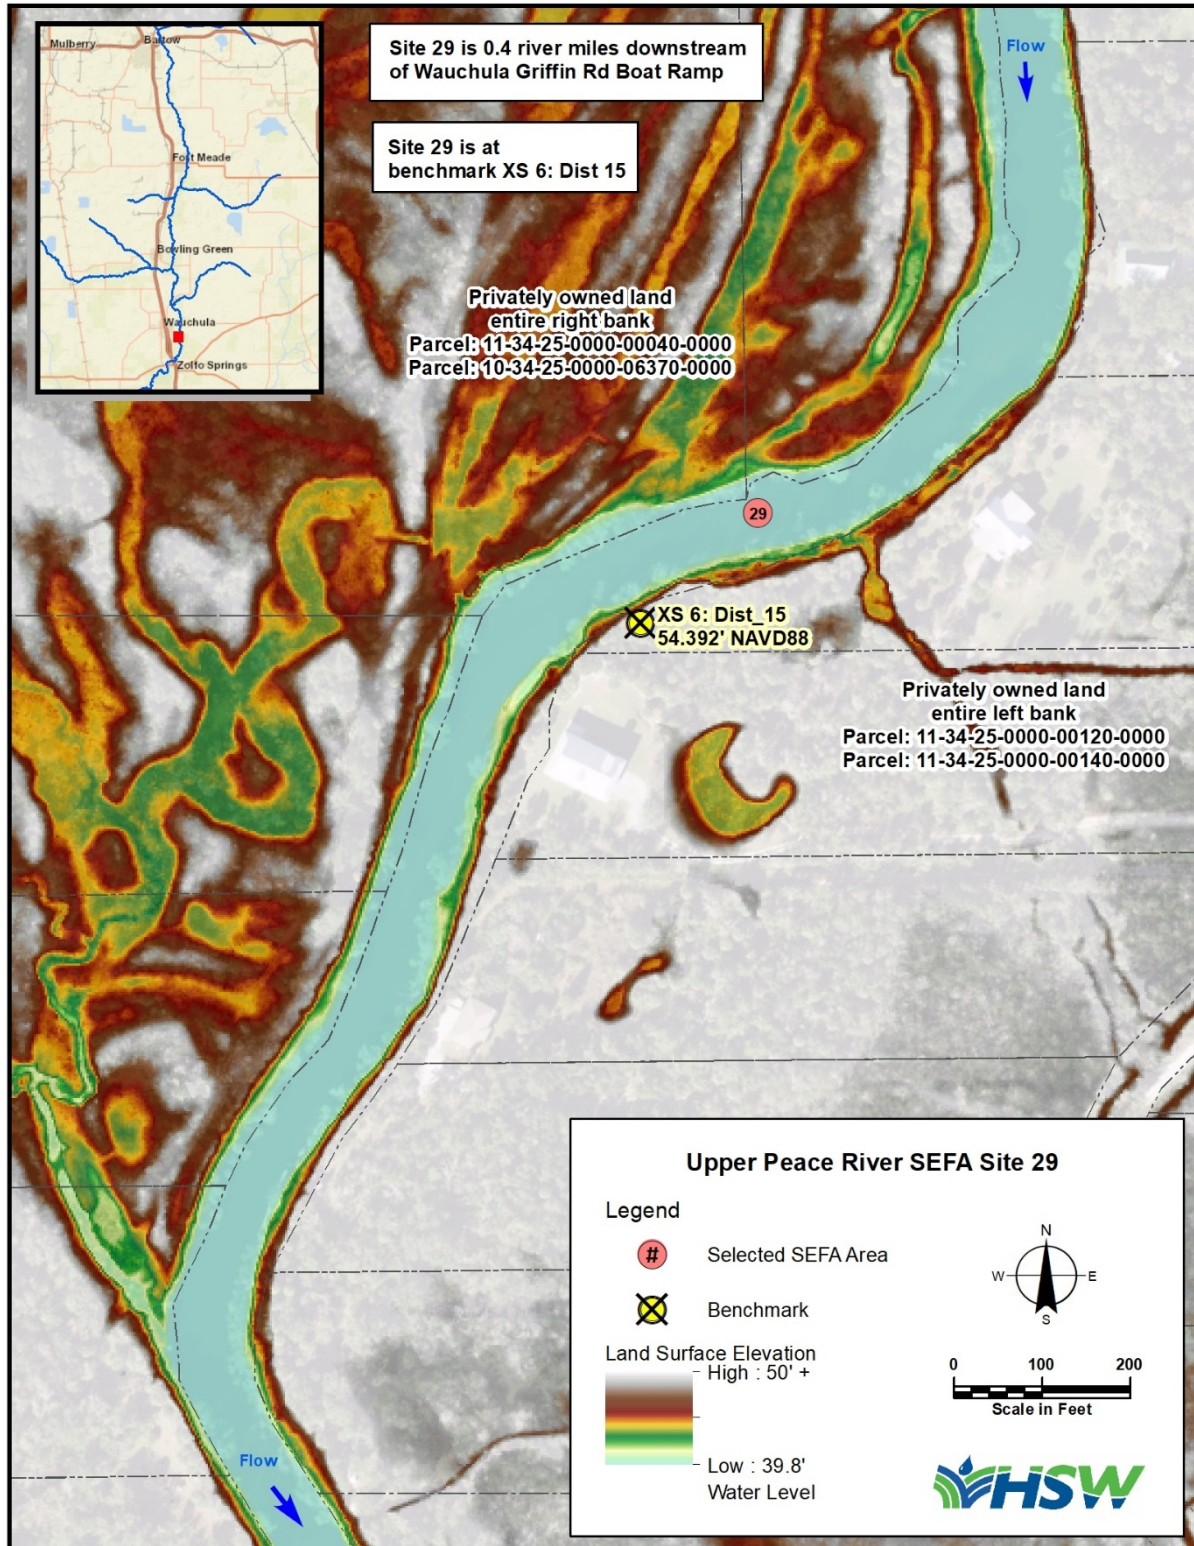 Mulberry
Bartow
Fort Meade
Bowling Green
Wauchula
Zolfo Springs
Site 29 is 0.4 river miles downstream
of Wauchula Griffin Rd Boat Ramp
Site 29 is at
benchmark XS 6: Dist 15
Flow
Privately owned land
entire right bank
Parcel: 11-34-25-0000-00040-0000
Parcel: 10-34-25-0000-06370-0000
29
XS 6: Dist_15
54.392' NAVD88
Privately owned land
entire left bank
Parcel: 11-34-25-0000-00120-0000
Parcel: 11-34-25-0000-00140-0000
Upper Peace River SEFA Site 29
Legend
# Selected SEFA Area
Benchmark
Land Surface Elevation
High : 50' +
Low : 39.8'
Water Level
N
W E
S
0 100 200
Scale in Feet
HSW
Flow